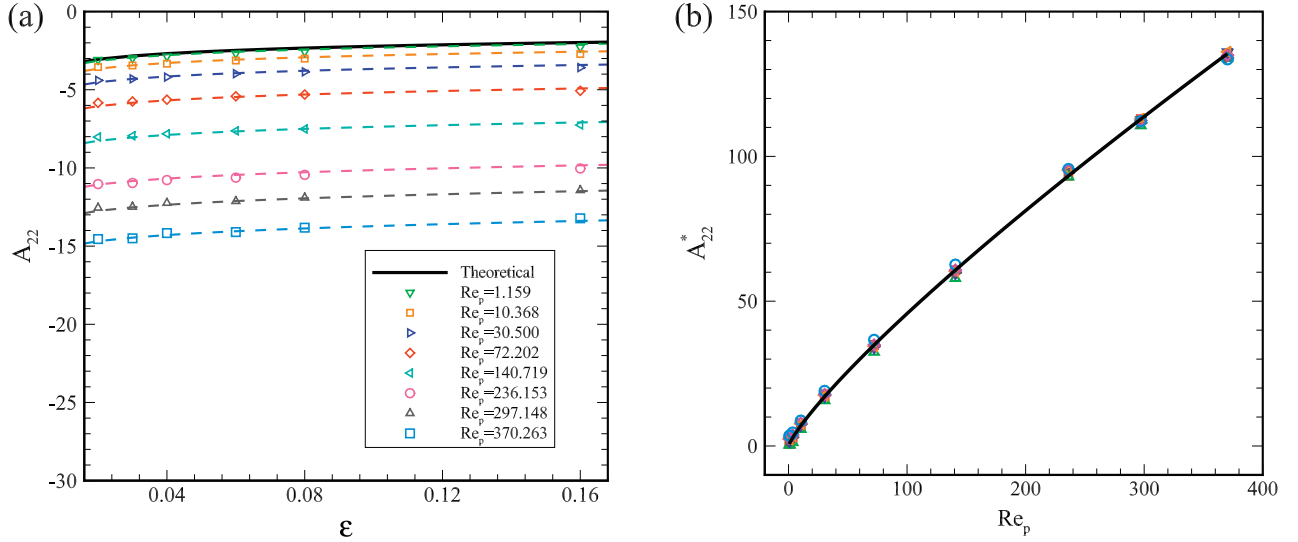 (a)
0
-5
-10
-15
-20
-25
-30
A22
0.04
0.08
0.12
0.16
ε
Theoretical
Rep=1.159
Rep=10.368
Rep=30.500
Rep=72.202
Rep=140.719
Rep=236.153
Rep=297.148
Rep=370.263
(b)
150
100
50
0
A*22
0
100
200
300
400
Rep